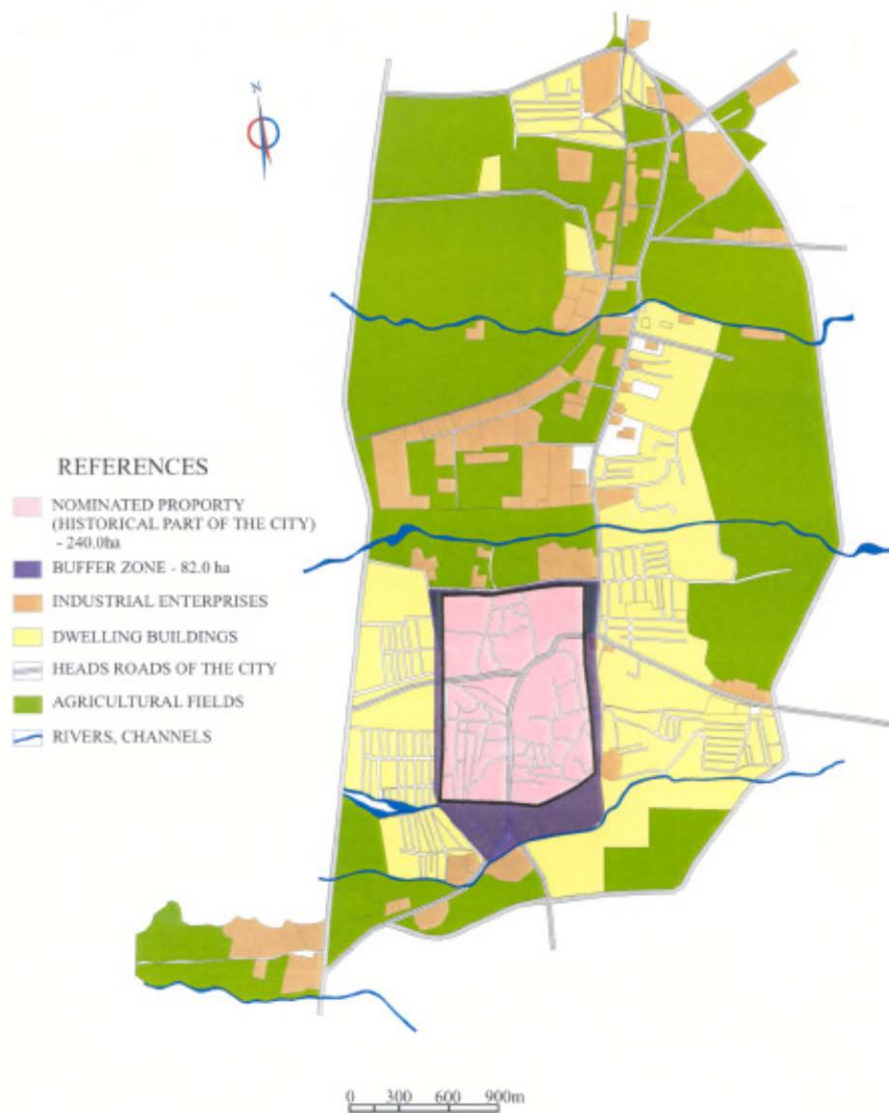 N
REFERENCES
NOMINATED PROPORTY
(HISTORICAL PART OF THE CITY)
- 240.0ha
BUFFER ZONE - 82.0 ha
INDUSTRIAL ENTERPRISES
DWELLING BUILDINGS
HEADS ROADS OF THE CITY
AGRICULTURAL FIELDS
RIVERS, CHANNELS
0 300 600 900m